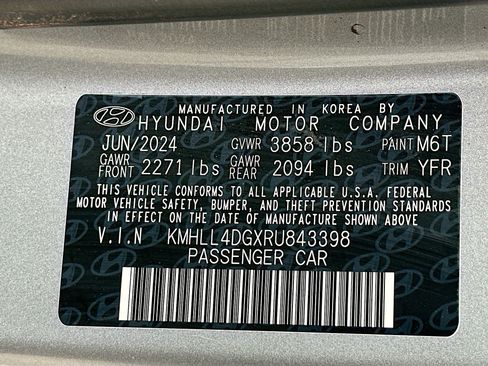 MANUFACTURED IN KOREA BY
HYUNDAI MOTOR COMPANY
JUN/2024 GVWR 3858 lbs PAINT M6T
GAWR FRONT 2271 lbs GAWR REAR 2094 lbs TRIM YFR
THIS VEHICLE CONFORMS TO ALL APPLICABLE U.S.A. FEDERAL
MOTOR VEHICLE SAFETY, BUMPER, AND THEFT PREVENTION STANDARDS
IN EFFECT ON THE DATE OF MANUFACTURE SHOWN ABOVE.
V.I.N KMHLL4DGXRU843398
PASSENGER CAR